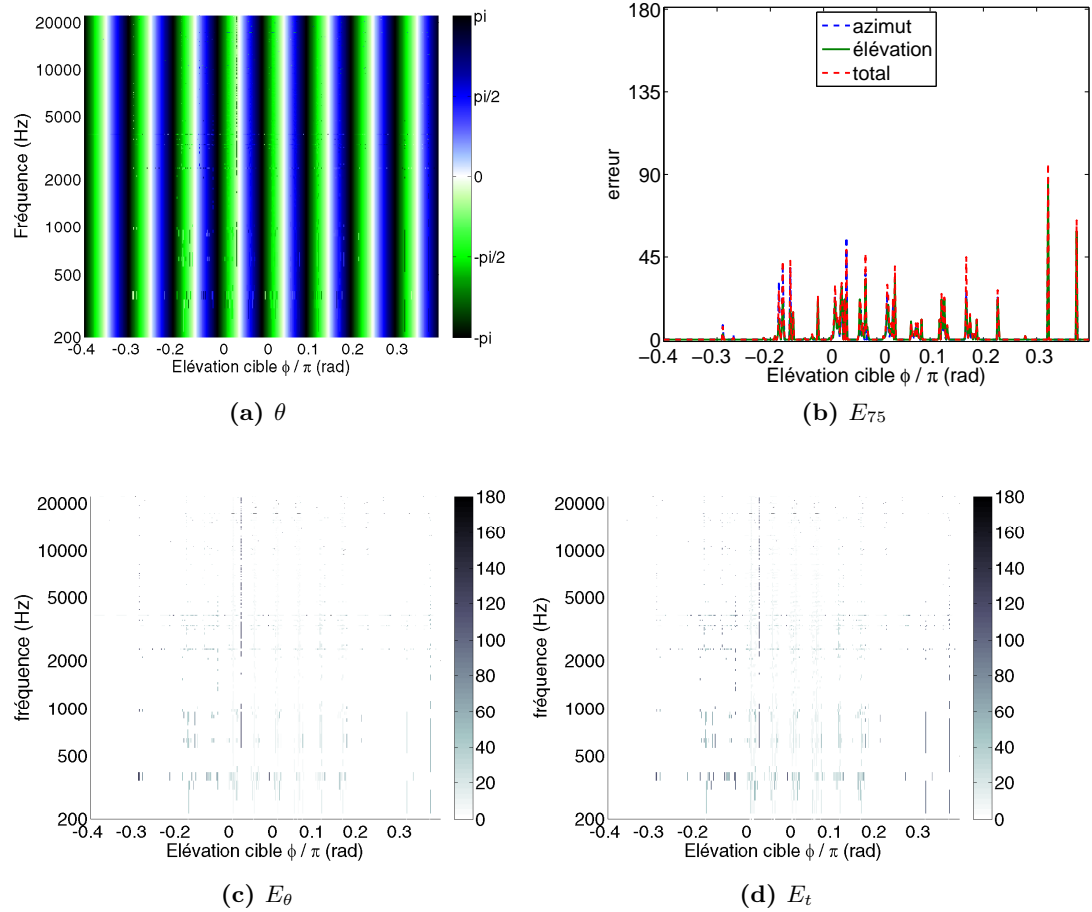 20000
10000
5000
2000
1000
500
200
Fréquence (Hz)
-0.4 -0.3 -0.2 0 0 0.1 0.2 0.3
Elévation cible ϕ / π (rad)
pi
pi/2
0
-pi/2
-pi
(a) θ
180
135
90
45
0
erreur
azimut
élévation
total
-0.4 -0.3 -0.2 0 0 0.1 0.2 0.3
Elévation cible ϕ / π (rad)
(b) E75
20000
10000
5000
2000
1000
500
200
fréquence (Hz)
-0.4 -0.3 -0.2 0 0 0.1 0.3
Elévation cible ϕ / π (rad)
180
160
140
120
100
80
60
40
20
0
(c) Eθ
20000
10000
5000
2000
1000
500
200
fréquence (Hz)
-0.4 -0.3 -0.2 0 0 0.1 0.3
Elévation cible ϕ / π (rad)
180
160
140
120
100
80
60
40
20
0
(d) Et